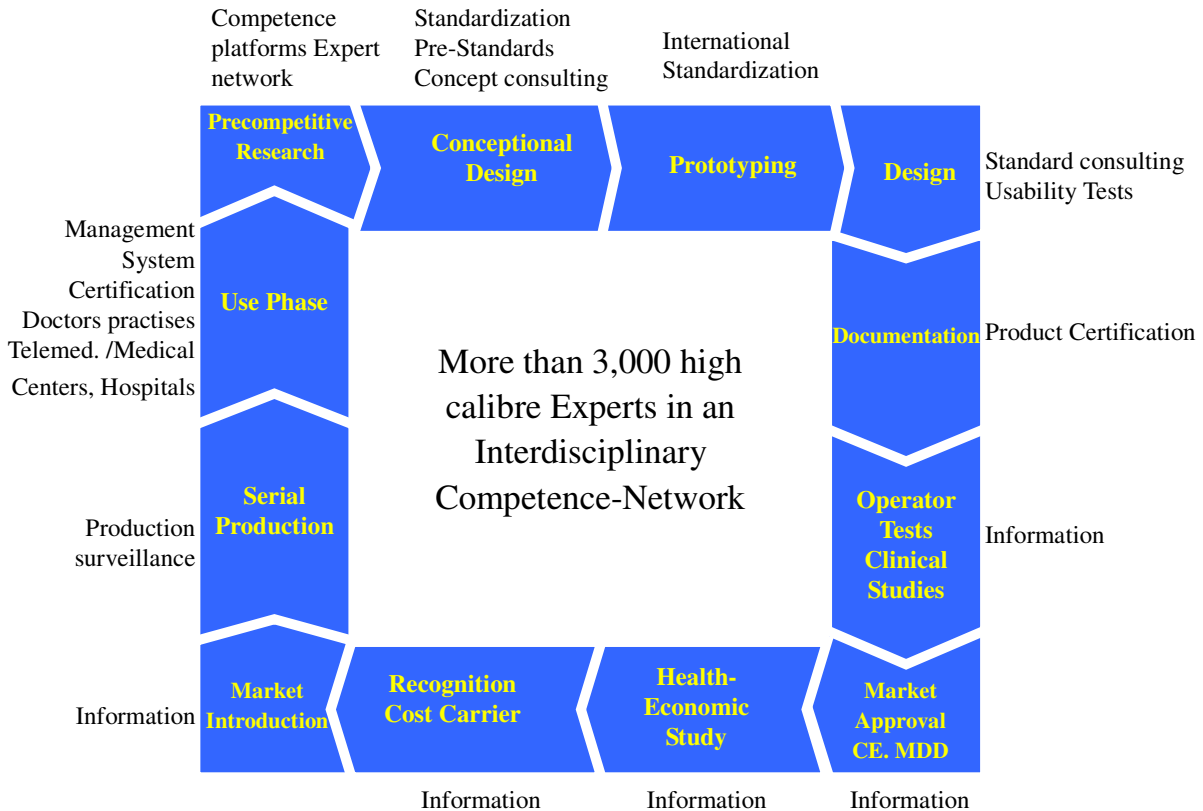 Competence
platforms Expert
network
Standardization
Pre-Standards
Concept consulting
International
Standardization
Precompetitive
Research
Conceptional
Design
Prototyping
Design
Standard consulting
Usability Tests
Management
System
Certification
Doctors practises
Telemed. /Medical
Centers, Hospitals
Use Phase
Documentation
Product Certification
More than 3,000 high
calibre Experts in an
Interdisciplinary
Competence-Network
Production
surveillance
Serial
Production
Operator
Tests
Clinical
Studies
Information
Information
Market
Introduction
Recognition
Cost Carrier
Health-
Economic
Study
Market
Approval
CE. MDD
Information
Information
Information